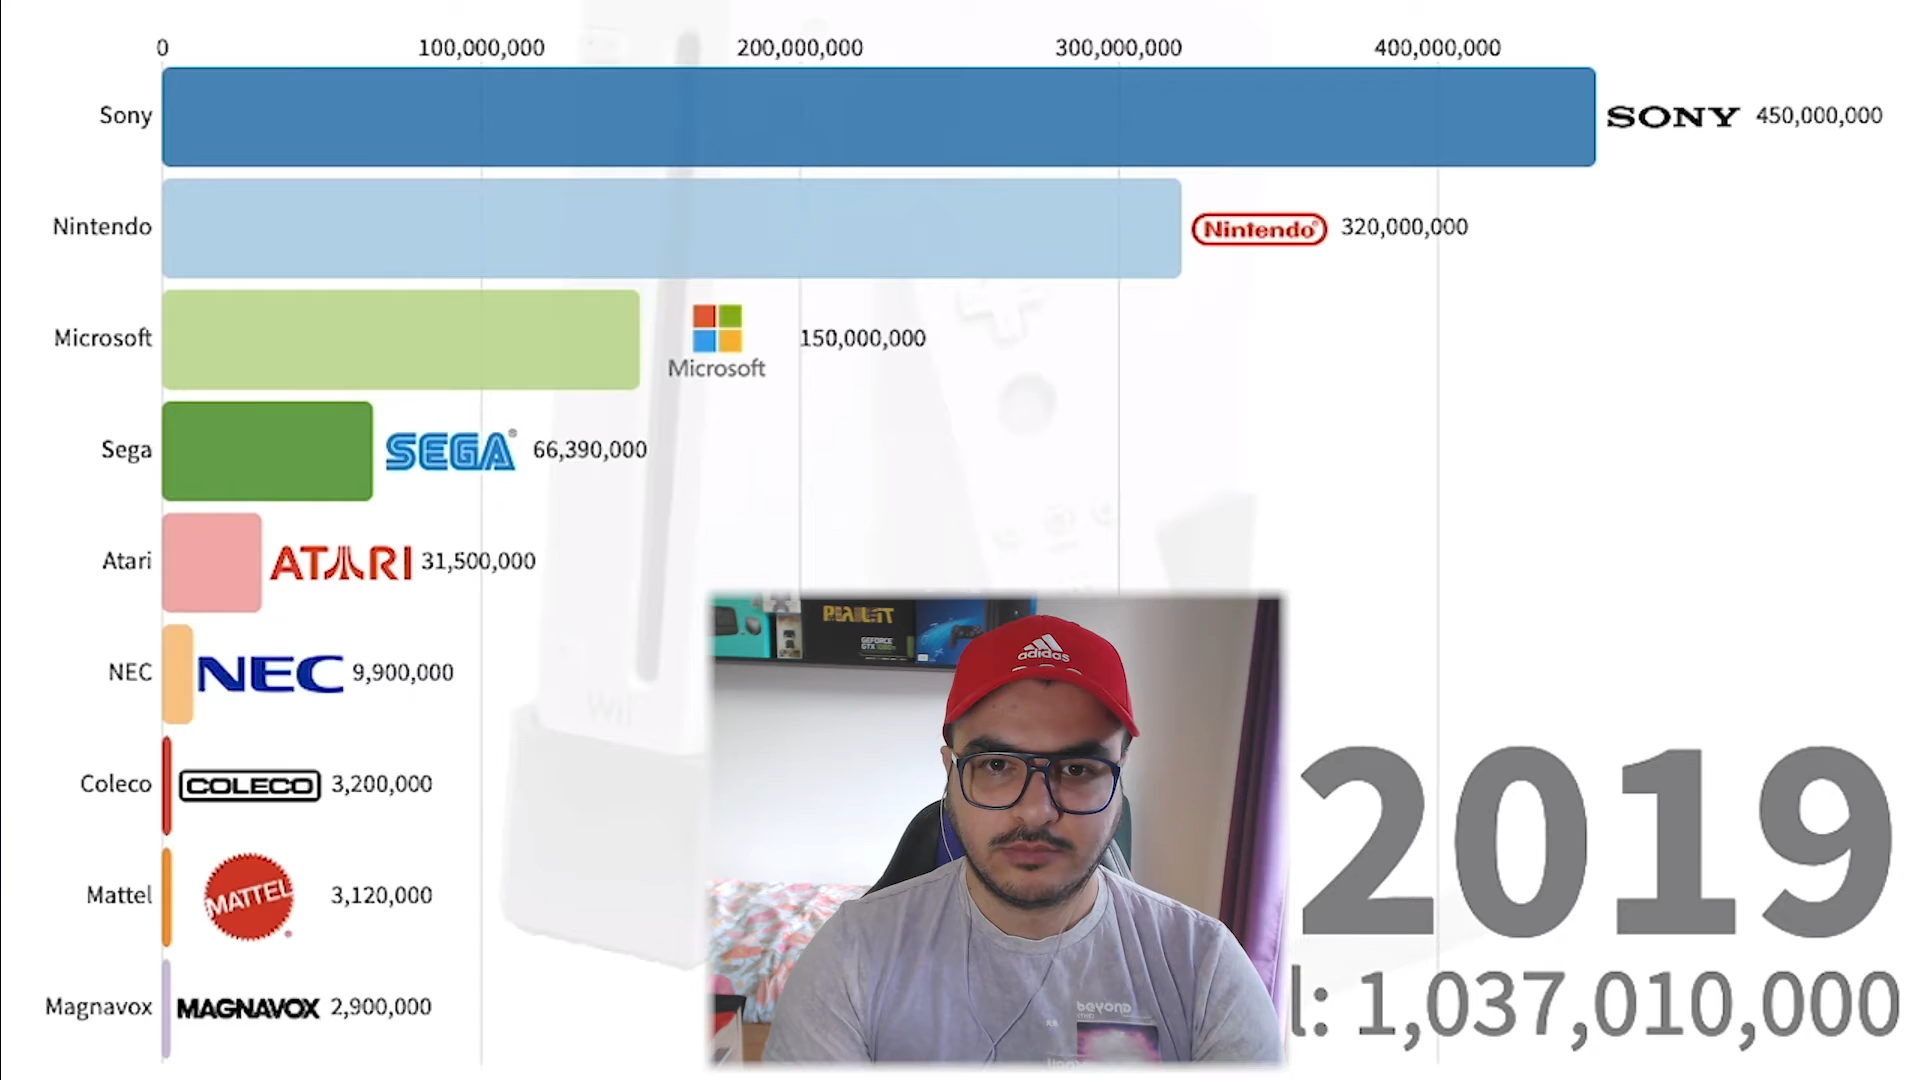 0 100,000,000 200,000,000 300,000,000 400,000,000
Sony SONY 450,000,000
Nintendo Nintendo® 320,000,000
Microsoft Microsoft 150,000,000
Sega SEGA® 66,390,000
Atari ATARI 31,500,000
NEC NEC 9,900,000
Coleco COLECO 3,200,000
Mattel MATTEL 3,120,000
Magnavox MAGNAVOX 2,900,000
Wii
GEFORCE
adidas
beyond
2019
l: 1,037,010,000